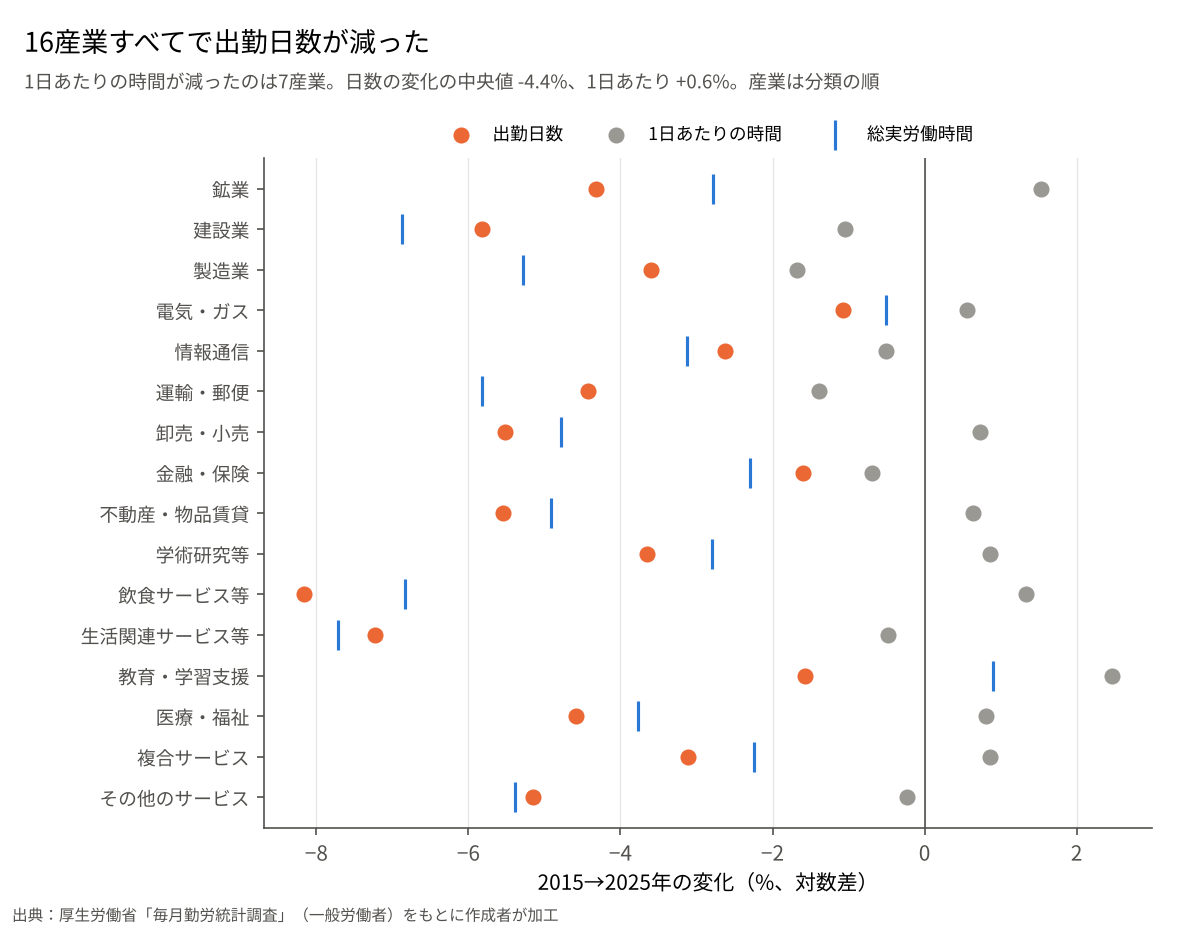 16産業すべてで出勤日数が減った
1日あたりの時間が減ったのは7産業。日数の変化の中央値 -4.4%、1日あたり +0.6%。産業は分類の順
出勤日数 1日あたりの時間 総実労働時間
鉱業
建設業
製造業
電気・ガス
情報通信
運輸・郵便
卸売・小売
金融・保険
不動産・物品賃貸
学術研究等
飲食サービス等
生活関連サービス等
教育・学習支援
医療・福祉
複合サービス
その他のサービス
−8 −6 −4 −2 0 2
2015→2025年の変化（%、対数差）
出典：厚生労働省「毎月勤労統計調査」（一般労働者）をもとに作成者が加工